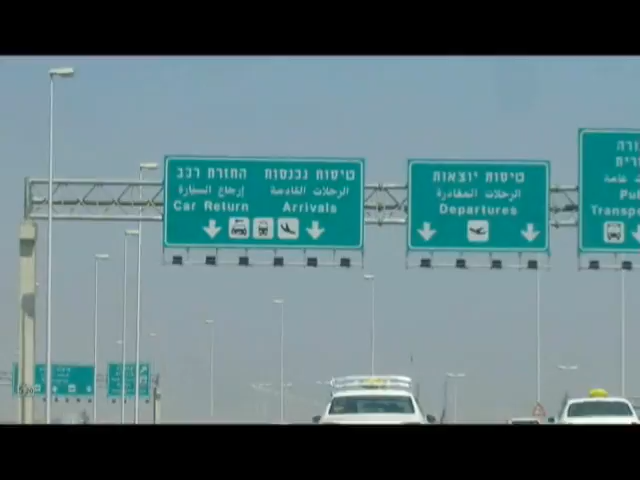 החזרת רכב
إرجاع السيارة
Car Return
טיסות נכנסות
الرحلات القادمة
Arrivals
טיסות יוצאות
الرحلات المغادرة
Departures